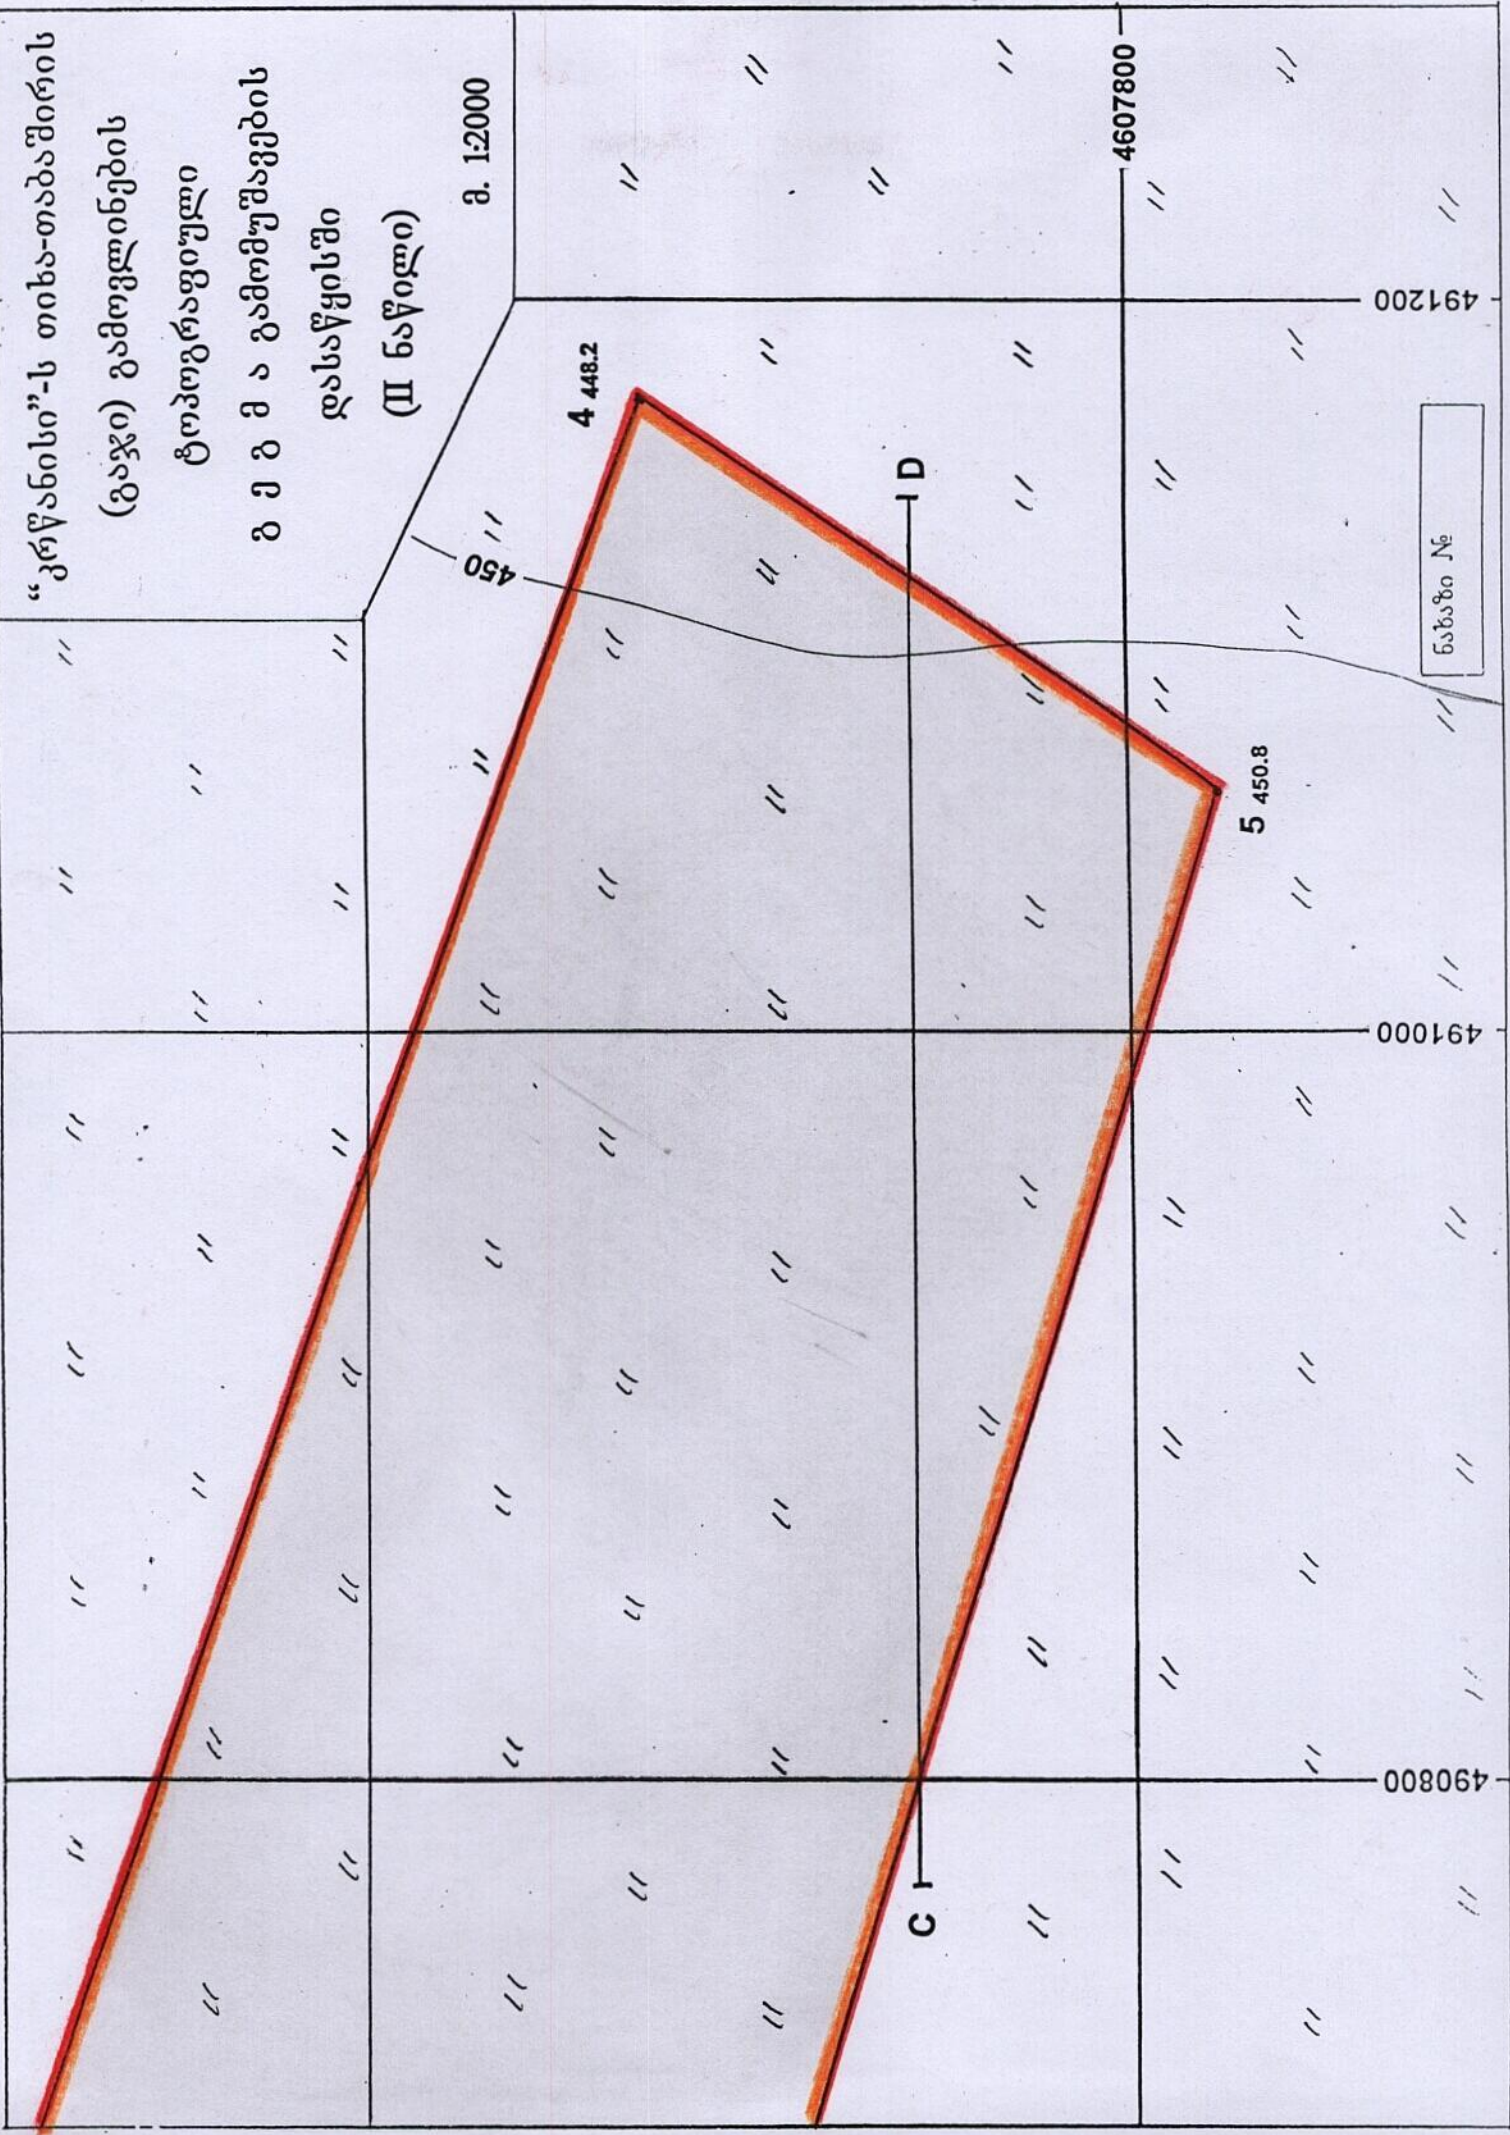 “კრწანისი”-ს თიხა-თაბაშირის
(გაჯი) გამოვლინების
ტოპოგრაფიული
გ ე გ მ ა გამომუშავების
დასაწყისში
(II ნაწილი)
მ. 1:2000
450
4 448.2
D
4607800
491200
5 450.8
491000
C
490800
ნახაზი №